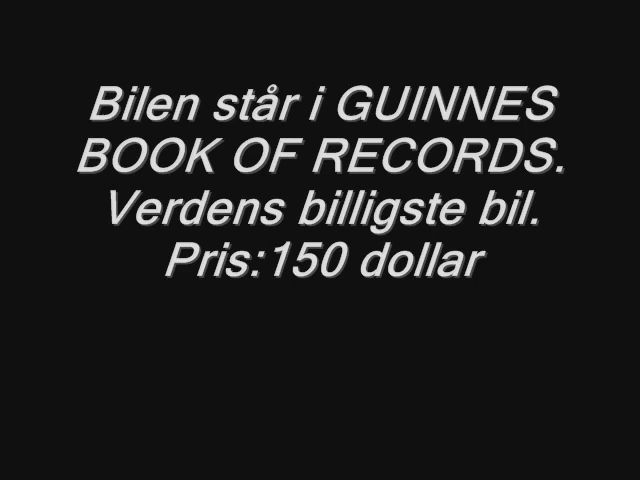 Bilen står i GUINNES
BOOK OF RECORDS.
Verdens billigste bil.
Pris:150 dollar